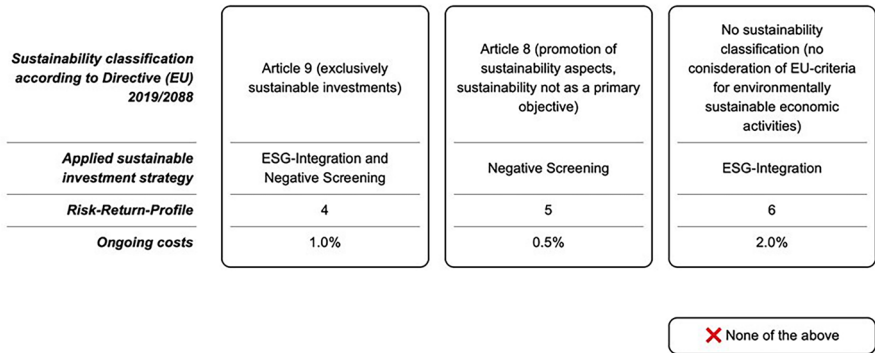 Sustainability classification
according to Directive (EU)
2019/2088
Article 9 (exclusively
sustainable investments)
Article 8 (promotion of
sustainability aspects,
sustainability not as a primary
objective)
No sustainability
classification (no
conisderation of EU-criteria
for environmentally
sustainable economic
activities)
Applied sustainable
investment strategy
ESG-Integration and
Negative Screening
Negative Screening
ESG-Integration
Risk-Return-Profile
4
5
6
Ongoing costs
1.0%
0.5%
2.0%
None of the above